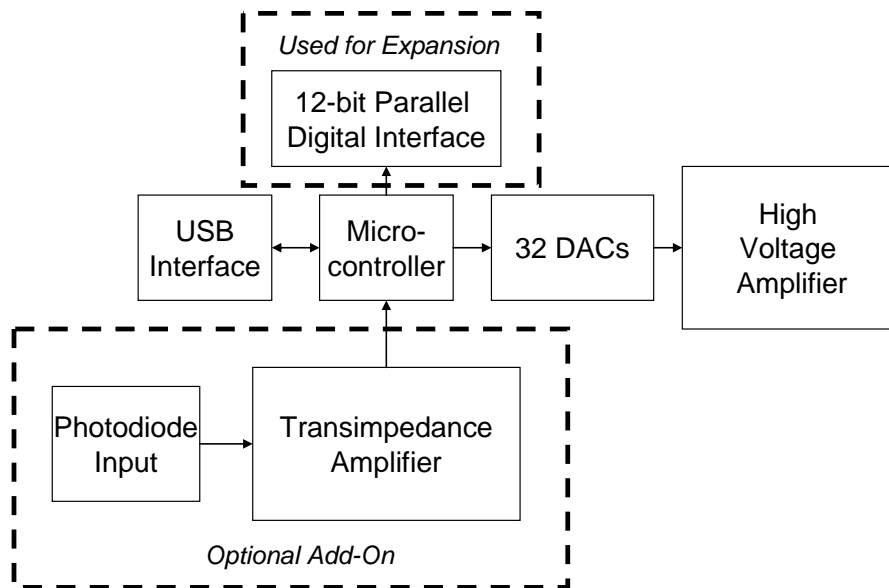 Used for Expansion
12-bit Parallel
Digital Interface
USB
Interface
Micro-
controller
32 DACs
High
Voltage
Amplifier
Photodiode
Input
Transimpedance
Amplifier
Optional Add-On